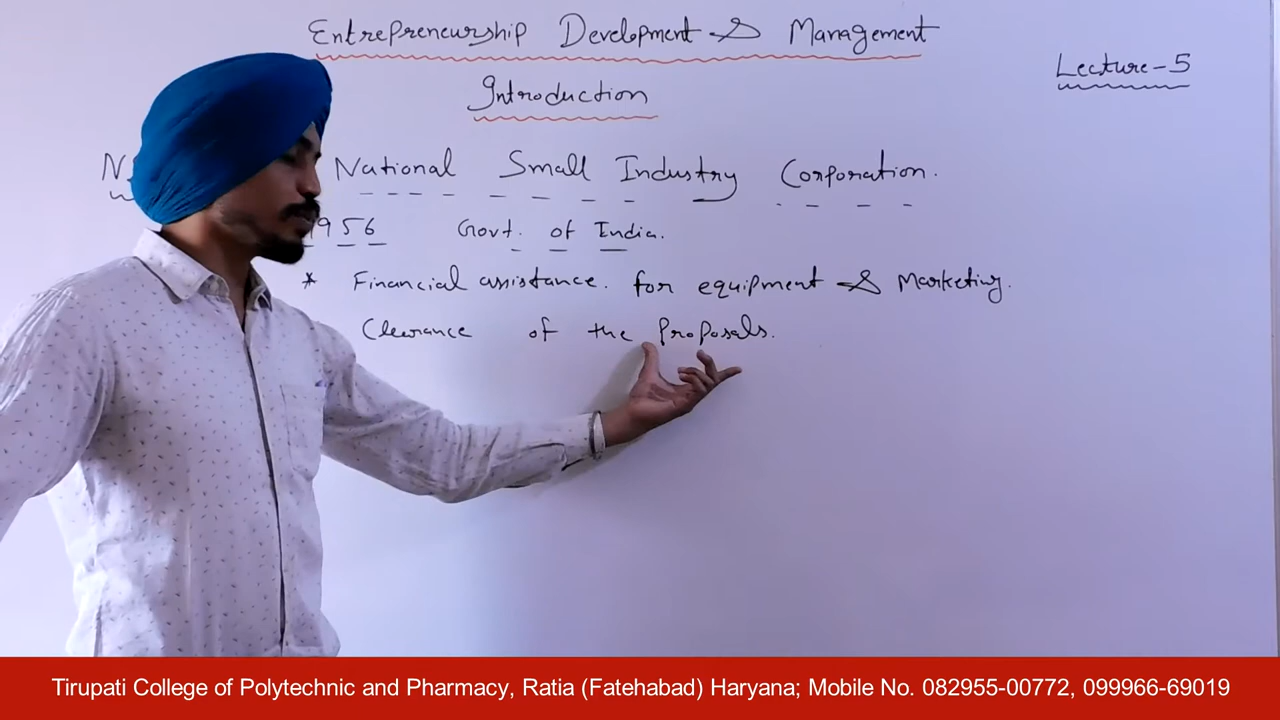 Entrepreneurship Development & Management
Lecture-5
Introduction
National Small Industry Corporation.
1956 Govt. of India.
* Financial assistance. for equipment & Marketing.
Clearance of the Proposals.
Tirupati College of Polytechnic and Pharmacy, Ratia (Fatehabad) Haryana; Mobile No. 082955-00772, 099966-69019